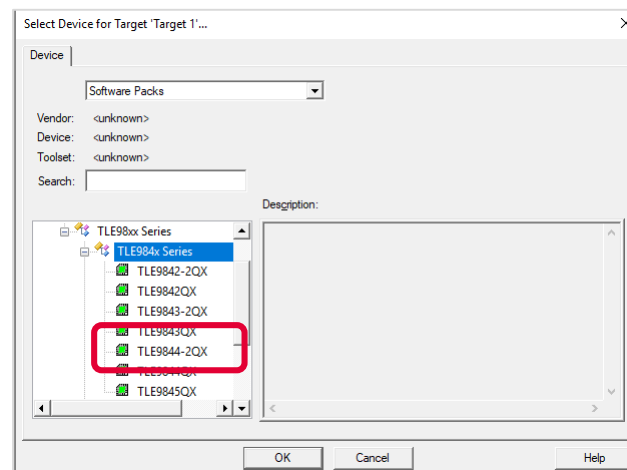 Select Device for Target 'Target 1'...
Device
Software Packs
Vendor: <unknown>
Device: <unknown>
Toolset: <unknown>
Search:
Description:
TLE98xx Series
TLE984x Series
TLE9842-2QX
TLE9842QX
TLE9843-2QX
TLE9843QX
TLE9844-2QX
TLE9844QX
TLE9845QX
OK Cancel Help